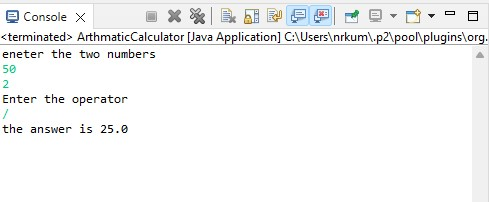 Console
<terminated> ArthmaticCalculator [Java Application] C:\Users\nrkum\.p2\pool\plugins\org.
eneter the two numbers
50
2
Enter the operator
/
the answer is 25.0